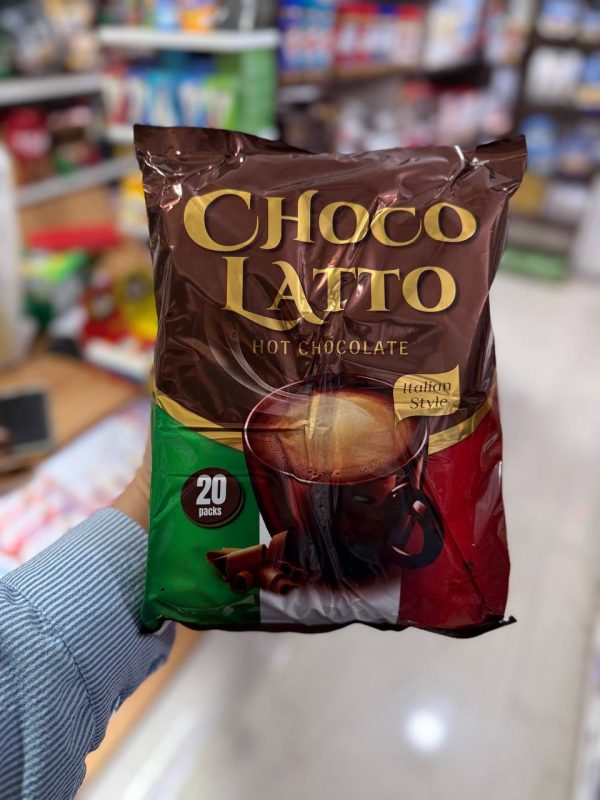 CHOCO
LATTO
HOT CHOCOLATE
Italian
Style
20
packs